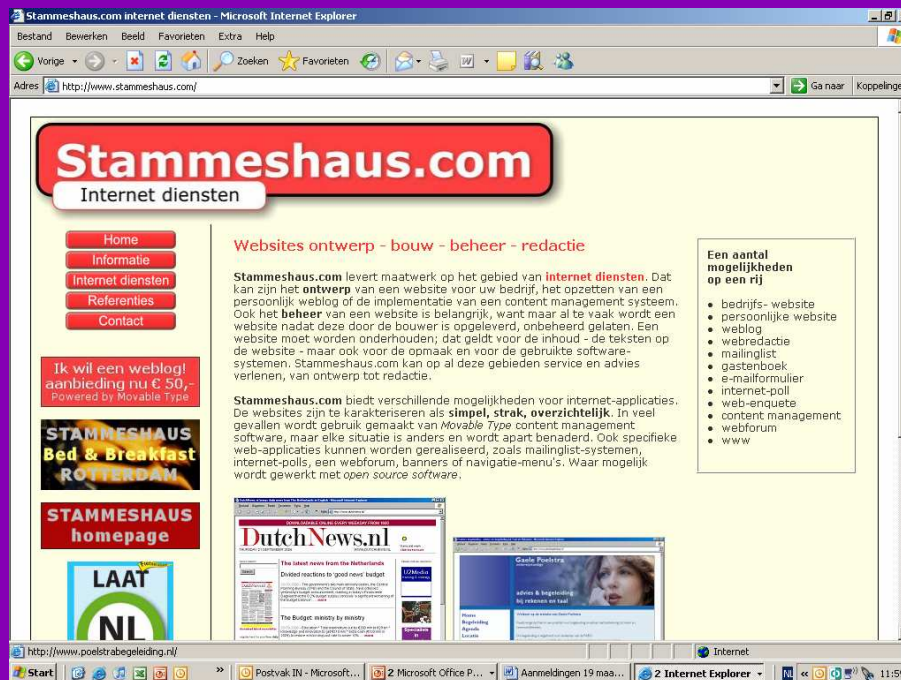 Stammeshaus.com internet diensten - Microsoft Internet Explorer
Bestand Bewerken Beeld Favorieten Extra Help
Vorige Zoeken Favorieten
Adres http://www.stammeshaus.com/ Ga naar Koppelinge
Stammeshaus.com
Internet diensten
Home
Informatie
Internet diensten
Referenties
Contact
Ik wil een weblog!
aanbieding nu € 50,-
Powered by Movable Type
STAMMESHAUS
Bed & Breakfast
ROTTERDAM
STAMMESHAUS
homepage
LAAT
NL
Websites ontwerp - bouw - beheer - redactie
Stammeshaus.com levert maatwerk op het gebied van internet diensten. Dat
kan zijn het ontwerp van een website voor uw bedrijf, het opzetten van een
persoonlijk weblog of de implementatie van een content management systeem.
Ook het beheer van een website is belangrijk, want maar al te vaak wordt een
website nadat deze door de bouwer is opgeleverd, onbeheerd gelaten. Een
website moet worden onderhouden; dat geldt voor de inhoud - de teksten op
de website - maar ook voor de opmaak en voor de gebruikte software-
systemen. Stammeshaus.com kan op al deze gebieden service en advies
verlenen, van ontwerp tot redactie.
Stammeshaus.com biedt verschillende mogelijkheden voor internet-applicaties.
De websites zijn te karakteriseren als simpel, strak, overzichtelijk. In veel
gevallen wordt gebruik gemaakt van Movable Type content management
software, maar elke situatie is anders en wordt apart benaderd. Ook specifieke
web-applicaties kunnen worden gerealiseerd, zoals mailinglist-systemen,
internet-polls, een webforum, banners of navigatie-menu's. Waar mogelijk
wordt gewerkt met open source software.
Een aantal
mogelijkheden
op een rij
bedrijfs- website
persoonlijke website
weblog
webredactie
mailinglist
gastenboek
e-mailformulier
internet-poll
web-enquete
content management
webforum
www
DutchNews.nl
The latest news from the Netherlands
Divided reactions to 'good news' budget
The Budget: ministry by ministry
Gaele Poelstra
advies & begeleiding
bij rekenen en taal
Home
Begeleiding
Agenda
Locatie
http://www.poelstrabegeleiding.nl/ Internet
Start » Postvak IN - Microsoft... 2 Microsoft Office P... Aanmeldingen 19 maa... 2 Internet Explorer NL « 11:59